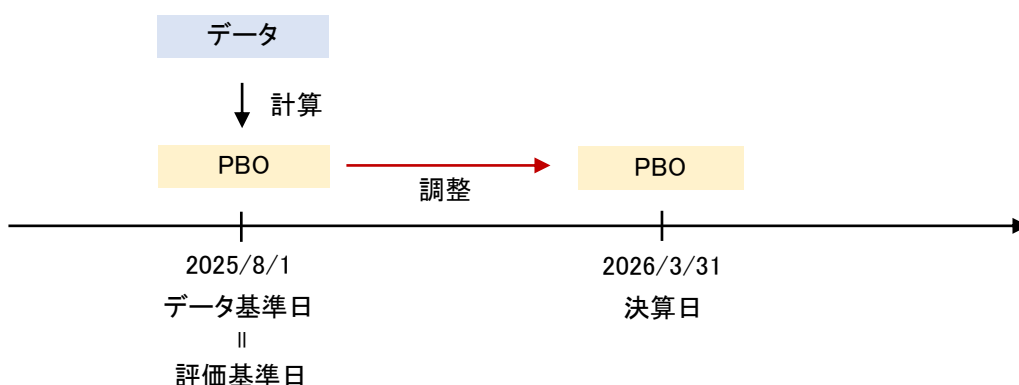 データ
計算
PBO
PBO
調整
2025/8/1
2026/3/31
データ基準日
決算日
=
評価基準日